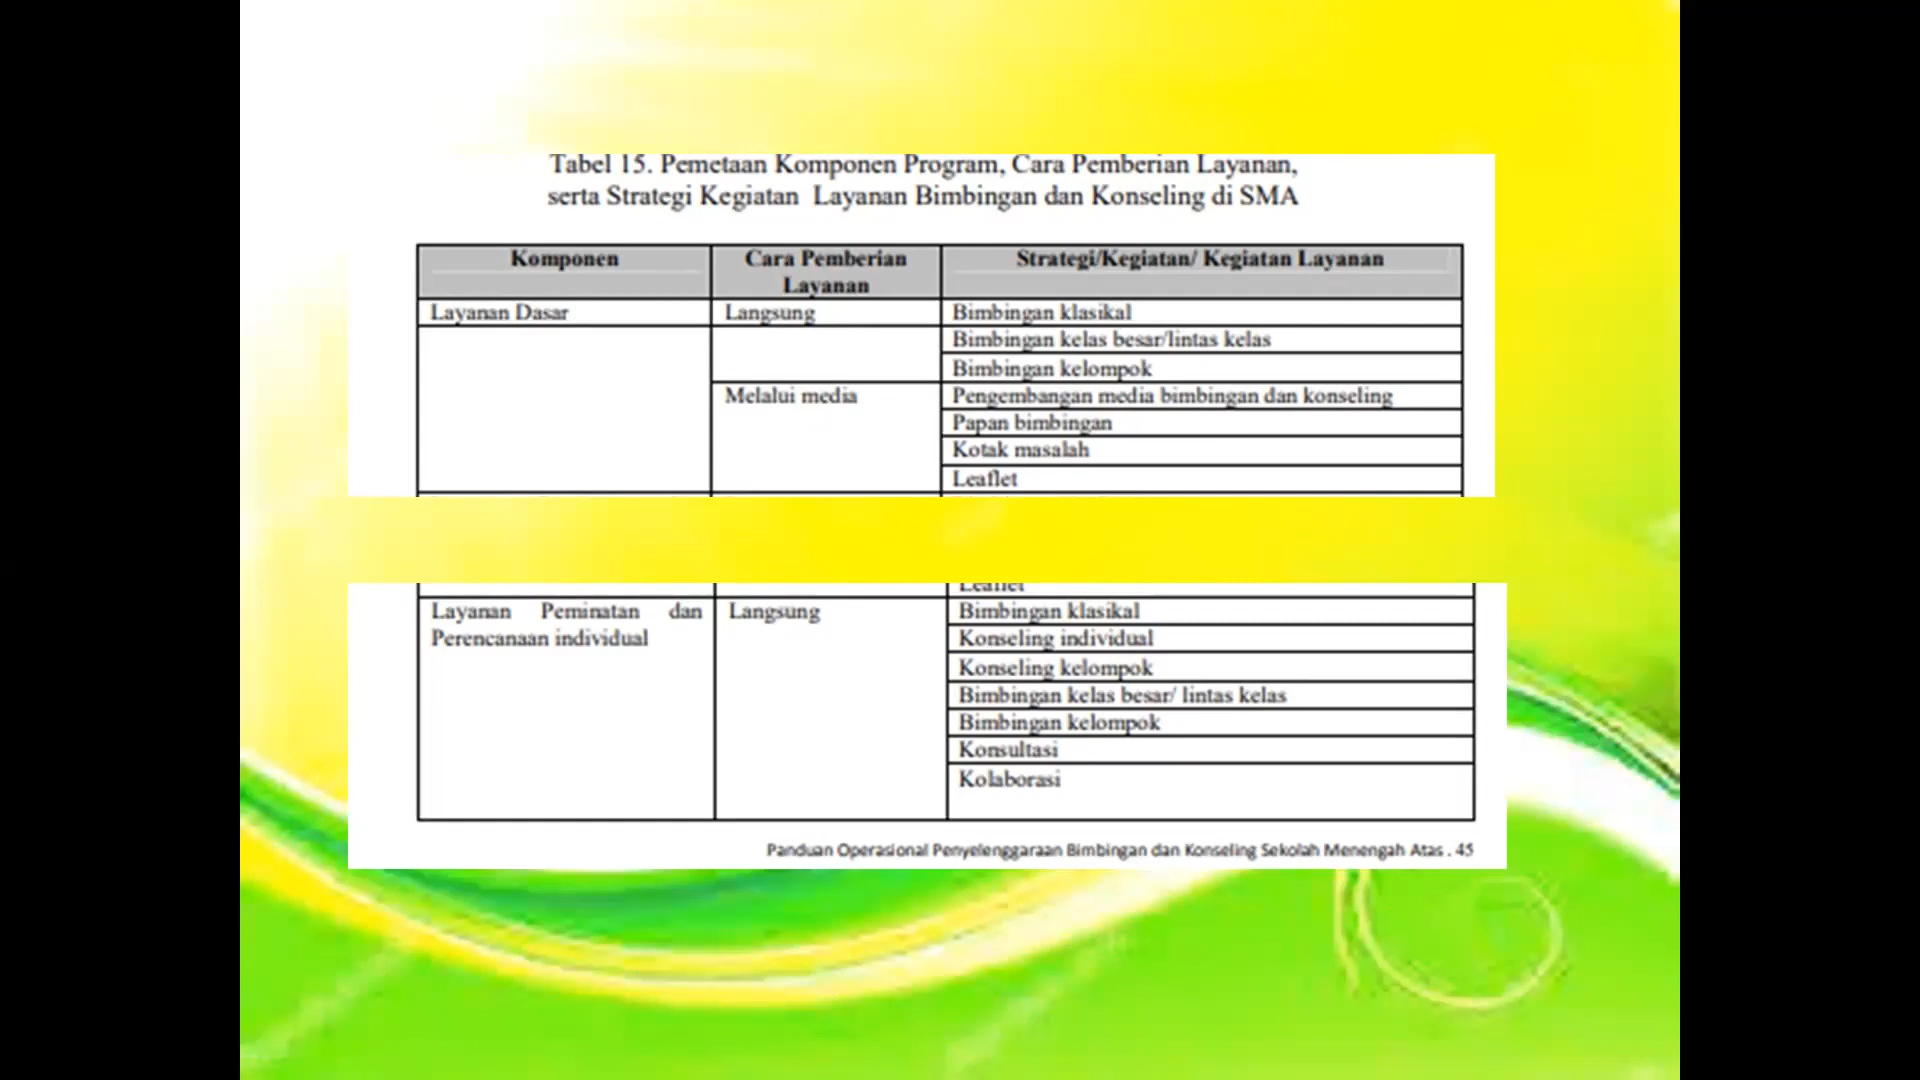 Tabel 15. Pemetaan Komponen Program, Cara Pemberian Layanan,
serta Strategi Kegiatan Layanan Bimbingan dan Konseling di SMA
Komponen
Cara Pemberian
Layanan
Strategi/Kegiatan/ Kegiatan Layanan
Layanan Dasar
Langsung
Bimbingan klasikal
Bimbingan kelas besar/lintas kelas
Bimbingan kelompok
Melalui media
Pengembangan media bimbingan dan konseling
Papan bimbingan
Kotak masalah
Leaflet
Leaflet
Layanan Peminatan dan
Perencanaan individual
Langsung
Bimbingan klasikal
Konseling individual
Konseling kelompok
Bimbingan kelas besar/ lintas kelas
Bimbingan kelompok
Konsultasi
Kolaborasi
Panduan Operasional Penyelenggaraan Bimbingan dan Konseling Sekolah Menengah Atas . 45